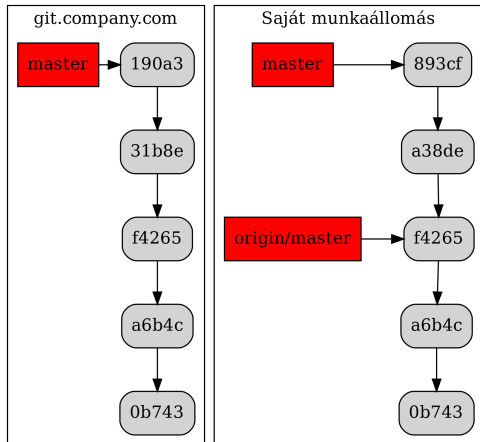 git.company.com
master
190a3
31b8e
f4265
a6b4c
0b743
Saját munkaállomás
master
893cf
a38de
origin/master
f4265
a6b4c
0b743